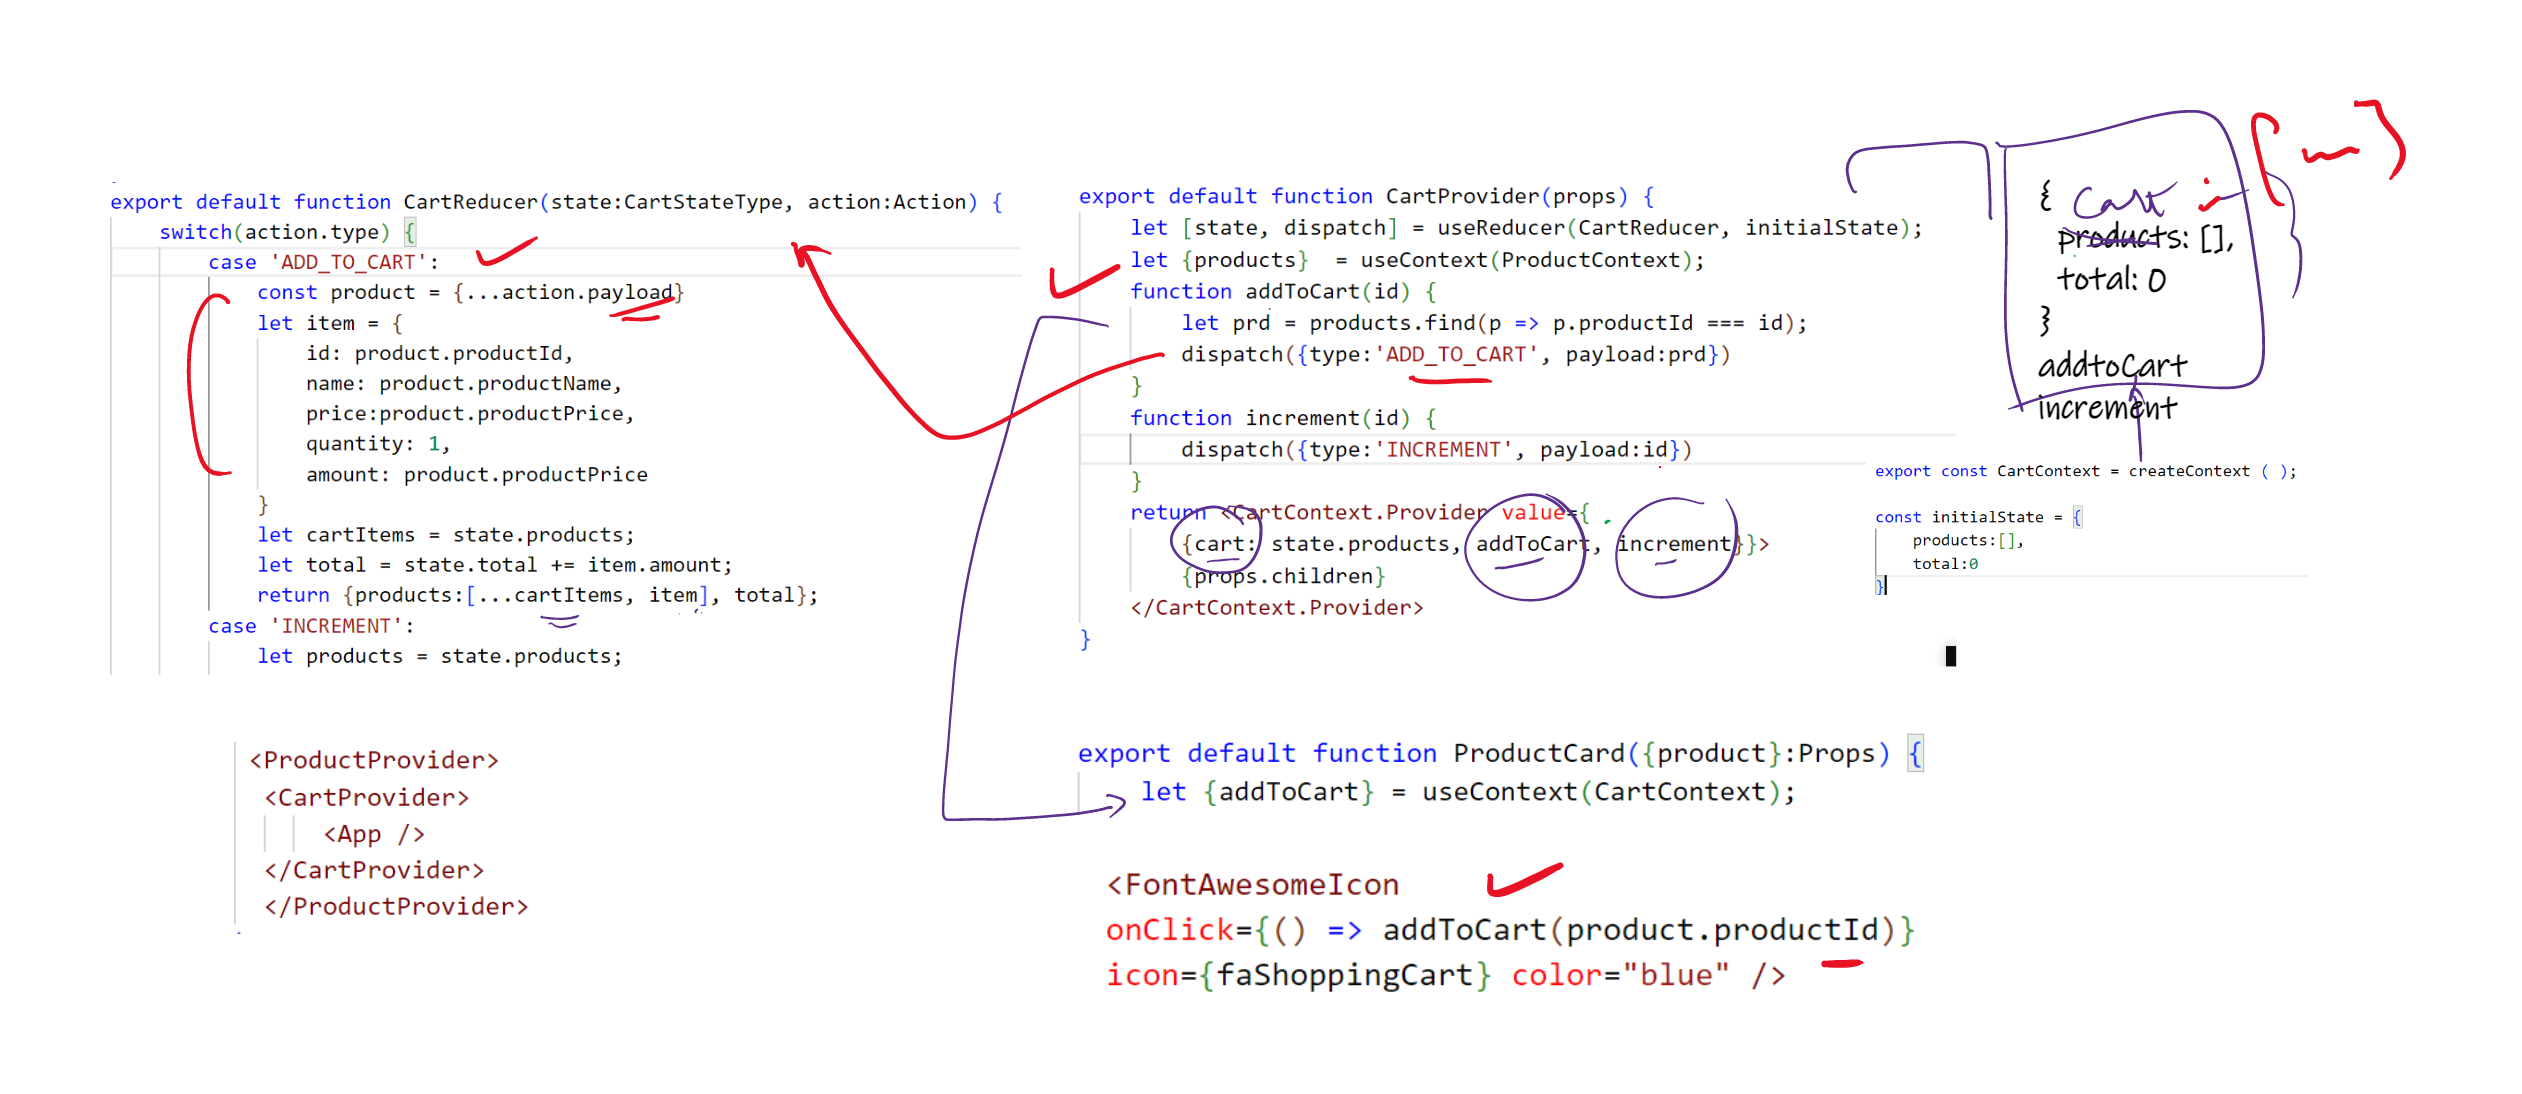 export default function CartReducer(state:CartStateType, action:Action) {
switch(action.type) {
case 'ADD_TO_CART':
const product = {...action.payload}
let item = {
id: product.productId,
name: product.productName,
price:product.productPrice,
quantity: 1,
amount: product.productPrice
}
let cartItems = state.products;
let total = state.total += item.amount;
return {products:[...cartItems, item], total};
case 'INCREMENT':
let products = state.products;
export default function CartProvider(props) {
let [state, dispatch] = useReducer(CartReducer, initialState);
let {products}  = useContext(ProductContext);
function addToCart(id) {
let prd = products.find(p => p.productId === id);
dispatch({type:'ADD_TO_CART', payload:prd})
}
function increment(id) {
dispatch({type:'INCREMENT', payload:id})
}
return <CartContext.Provider value={
{cart: state.products, addToCart, increment}}>
{props.children}
</CartContext.Provider>
}
{ Cart : [ ]
products: [],
total: 0
}
addtoCart
increment
export const CartContext = createContext ( );
const initialState = {
products:[],
total:0
}
<ProductProvider>
<CartProvider>
<App />
</CartProvider>
</ProductProvider>
export default function ProductCard({product}:Props) {
let {addToCart} = useContext(CartContext);
<FontAwesomeIcon
onClick={() => addToCart(product.productId)}
icon={faShoppingCart} color="blue" />